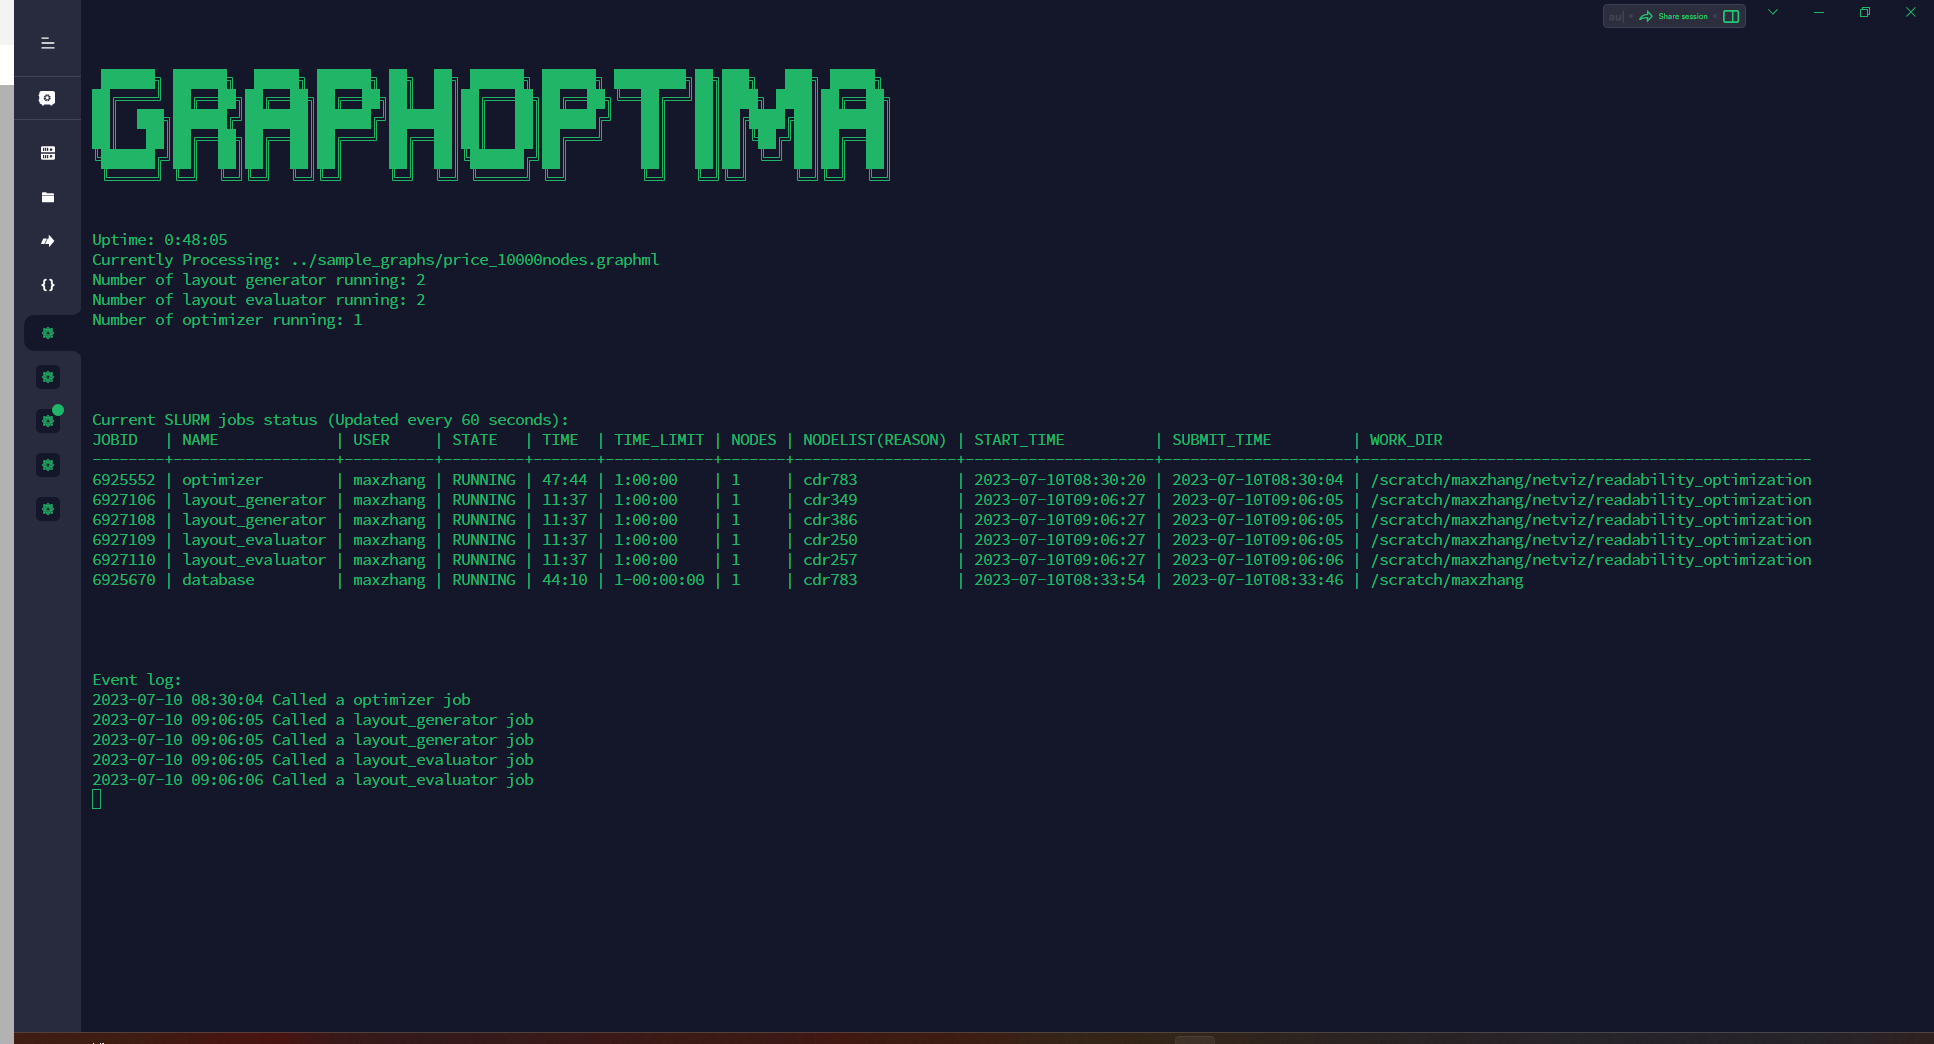 Share session
GRAPHOPTIMA
Uptime: 0:48:05
Currently Processing: ../sample_graphs/price_10000nodes.graphml
Number of layout generator running: 2
Number of layout evaluator running: 2
Number of optimizer running: 1
Current SLURM jobs status (Updated every 60 seconds):
JOBID | NAME | USER | STATE | TIME | TIME_LIMIT | NODES | NODELIST(REASON) | START_TIME | SUBMIT_TIME | WORK_DIR
6925552 | optimizer | maxzhang | RUNNING | 47:44 | 1:00:00 | 1 | cdr783 | 2023-07-10T08:30:20 | 2023-07-10T08:30:04 | /scratch/maxzhang/netviz/readability_optimization
6927106 | layout_generator | maxzhang | RUNNING | 11:37 | 1:00:00 | 1 | cdr349 | 2023-07-10T09:06:27 | 2023-07-10T09:06:05 | /scratch/maxzhang/netviz/readability_optimization
6927108 | layout_generator | maxzhang | RUNNING | 11:37 | 1:00:00 | 1 | cdr386 | 2023-07-10T09:06:27 | 2023-07-10T09:06:05 | /scratch/maxzhang/netviz/readability_optimization
6927109 | layout_evaluator | maxzhang | RUNNING | 11:37 | 1:00:00 | 1 | cdr250 | 2023-07-10T09:06:27 | 2023-07-10T09:06:05 | /scratch/maxzhang/netviz/readability_optimization
6927110 | layout_evaluator | maxzhang | RUNNING | 11:37 | 1:00:00 | 1 | cdr257 | 2023-07-10T09:06:27 | 2023-07-10T09:06:06 | /scratch/maxzhang/netviz/readability_optimization
6925670 | database | maxzhang | RUNNING | 44:10 | 1-00:00:00 | 1 | cdr783 | 2023-07-10T08:33:54 | 2023-07-10T08:33:46 | /scratch/maxzhang
Event log:
2023-07-10 08:30:04 Called a optimizer job
2023-07-10 09:06:05 Called a layout_generator job
2023-07-10 09:06:05 Called a layout_generator job
2023-07-10 09:06:05 Called a layout_evaluator job
2023-07-10 09:06:06 Called a layout_evaluator job